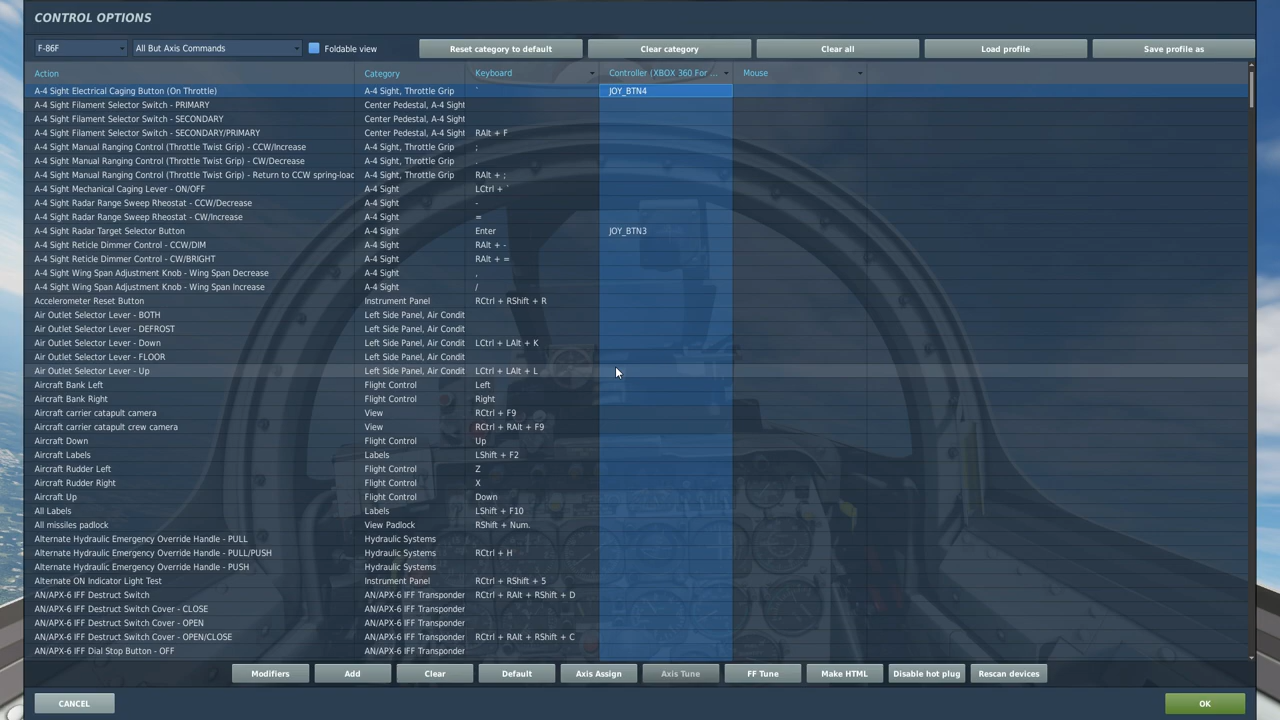 CONTROL OPTIONS
F-86F All But Axis Commands Foldable view Reset category to default Clear category Clear all Load profile Save profile as
Action Category Keyboard Controller (XBOX 360 For ... Mouse
A-4 Sight Electrical Caging Button (On Throttle) A-4 Sight, Throttle Grip ` JOY_BTN4
A-4 Sight Filament Selector Switch - PRIMARY Center Pedestal, A-4 Sight
A-4 Sight Filament Selector Switch - SECONDARY Center Pedestal, A-4 Sight
A-4 Sight Filament Selector Switch - SECONDARY/PRIMARY Center Pedestal, A-4 Sight RAlt + F
A-4 Sight Manual Ranging Control (Throttle Twist Grip) - CCW/Increase A-4 Sight, Throttle Grip ;
A-4 Sight Manual Ranging Control (Throttle Twist Grip) - CW/Decrease A-4 Sight, Throttle Grip .
A-4 Sight Manual Ranging Control (Throttle Twist Grip) - Return to CCW spring-loac A-4 Sight, Throttle Grip RAlt + ;
A-4 Sight Mechanical Caging Lever - ON/OFF A-4 Sight LCtrl + `
A-4 Sight Radar Range Sweep Rheostat - CCW/Decrease A-4 Sight -
A-4 Sight Radar Range Sweep Rheostat - CW/Increase A-4 Sight =
A-4 Sight Radar Target Selector Button A-4 Sight Enter JOY_BTN3
A-4 Sight Reticle Dimmer Control - CCW/DIM A-4 Sight RAlt + -
A-4 Sight Reticle Dimmer Control - CW/BRIGHT A-4 Sight RAlt + =
A-4 Sight Wing Span Adjustment Knob - Wing Span Decrease A-4 Sight ,
A-4 Sight Wing Span Adjustment Knob - Wing Span Increase A-4 Sight /
Accelerometer Reset Button Instrument Panel RCtrl + RShift + R
Air Outlet Selector Lever - BOTH Left Side Panel, Air Condit
Air Outlet Selector Lever - DEFROST Left Side Panel, Air Condit
Air Outlet Selector Lever - Down Left Side Panel, Air Condit LCtrl + LAlt + K
Air Outlet Selector Lever - FLOOR Left Side Panel, Air Condit
Air Outlet Selector Lever - Up Left Side Panel, Air Condit LCtrl + LAlt + L
Aircraft Bank Left Flight Control Left
Aircraft Bank Right Flight Control Right
Aircraft carrier catapult camera View RCtrl + F9
Aircraft carrier catapult crew camera View RCtrl + RAlt + F9
Aircraft Down Flight Control Up
Aircraft Labels Labels LShift + F2
Aircraft Rudder Left Flight Control Z
Aircraft Rudder Right Flight Control X
Aircraft Up Flight Control Down
All Labels Labels LShift + F10
All missiles padlock View Padlock RShift + Num.
Alternate Hydraulic Emergency Override Handle - PULL Hydraulic Systems
Alternate Hydraulic Emergency Override Handle - PULL/PUSH Hydraulic Systems RCtrl + H
Alternate Hydraulic Emergency Override Handle - PUSH Hydraulic Systems
Alternate ON Indicator Light Test Instrument Panel RCtrl + RShift + 5
AN/APX-6 IFF Destruct Switch AN/APX-6 IFF Transponder RCtrl + RAlt + RShift + D
AN/APX-6 IFF Destruct Switch Cover - CLOSE AN/APX-6 IFF Transponder
AN/APX-6 IFF Destruct Switch Cover - OPEN AN/APX-6 IFF Transponder
AN/APX-6 IFF Destruct Switch Cover - OPEN/CLOSE AN/APX-6 IFF Transponder RCtrl + RAlt + RShift + C
AN/APX-6 IFF Dial Stop Button - OFF AN/APX-6 IFF Transponder
Modifiers Add Clear Default Axis Assign Axis Tune FF Tune Make HTML Disable hot plug Rescan devices
CANCEL OK